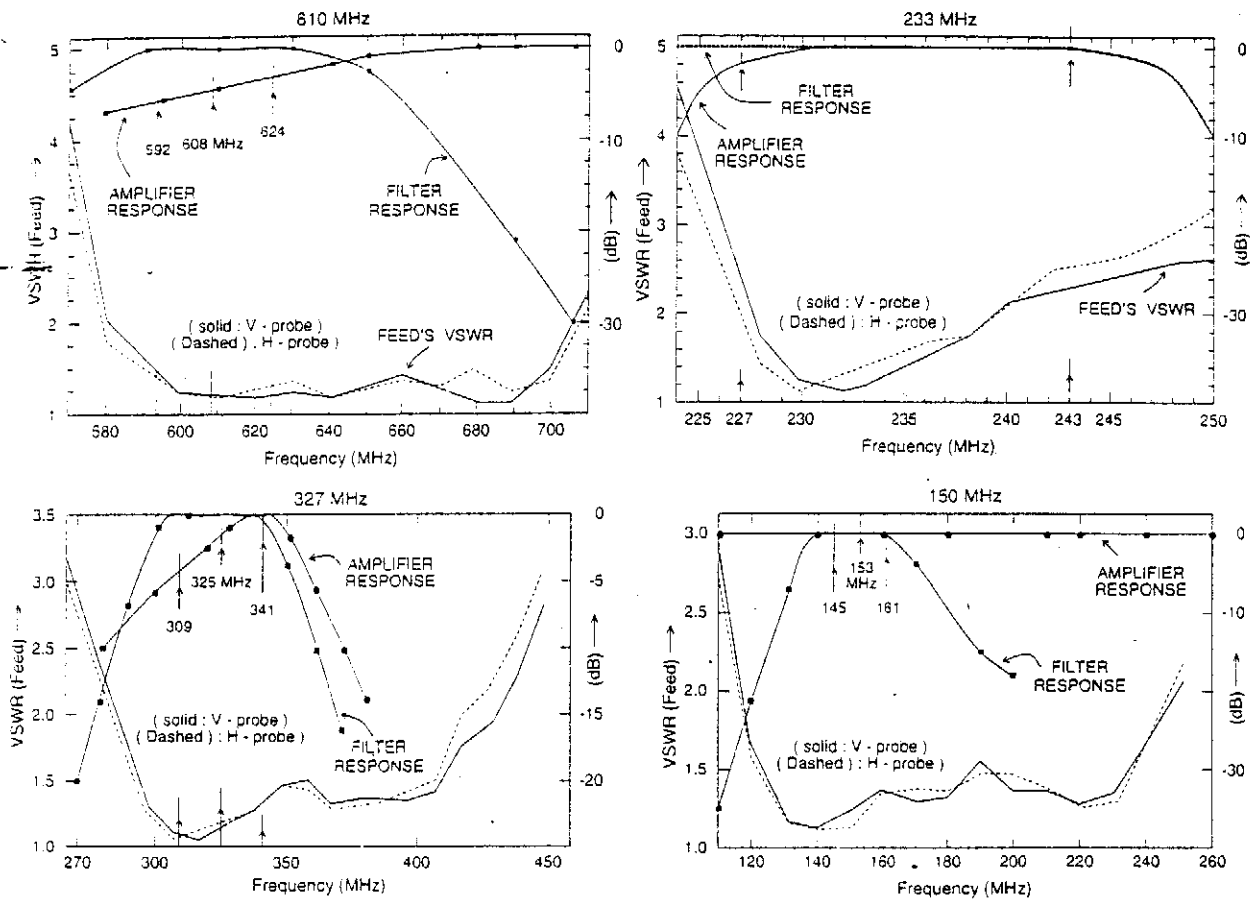 610 MHz
5
4
3
2
1
VSWR (Feed)
0
-10
-30
(dB)
592
608 MHz
624
AMPLIFIER
RESPONSE
FILTER
RESPONSE
( solid : V - probe )
( Dashed ) : H - probe )
FEED'S VSWR
580 600 620 640 660 680 700
Frequency (MHz)
233 MHz
5
4
3
2
1
VSWR (Feed)
0
-10
-30
(dB)
FILTER
RESPONSE
AMPLIFIER
RESPONSE
( solid : V - probe )
( Dashed ) : H - probe )
FEED'S VSWR
225 227 230 235 240 243 245 250
Frequency (MHz)
327 MHz
3.5
3.0
2.5
2.0
1.5
1.0
VSWR (Feed)
0
-5
-10
-15
-20
(dB)
AMPLIFIER
RESPONSE
325 MHz
341
309
( solid : V - probe )
( Dashed ) : H - probe )
FILTER
RESPONSE
270 300 350 400 450
Frequency (MHz)
150 MHz
3.0
2.5
2.0
1.5
1.0
VSWR (Feed)
0
-10
-30
(dB)
153
MHz
145
161
AMPLIFIER
RESPONSE
FILTER
RESPONSE
( solid : V - probe )
( Dashed ) : H - probe )
120 140 160 180 200 220 240 260
Frequency (MHz)